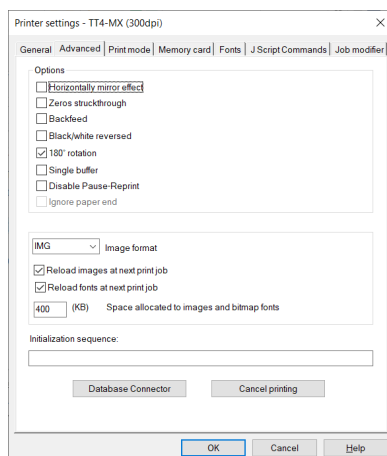 Printer settings - TT4-MX (300dpi)
General Advanced Print mode Memory card Fonts J Script Commands Job modifier
Options
Horizontally mirror effect
Zeros struckthrough
Backfeed
Black/white reversed
180° rotation
Single buffer
Disable Pause-Reprint
Ignore paper end
IMG Image format
Reload images at next print job
Reload fonts at next print job
400 (KB) Space allocated to images and bitmap fonts
Initialization sequence:
Database Connector Cancel printing
OK Cancel Help